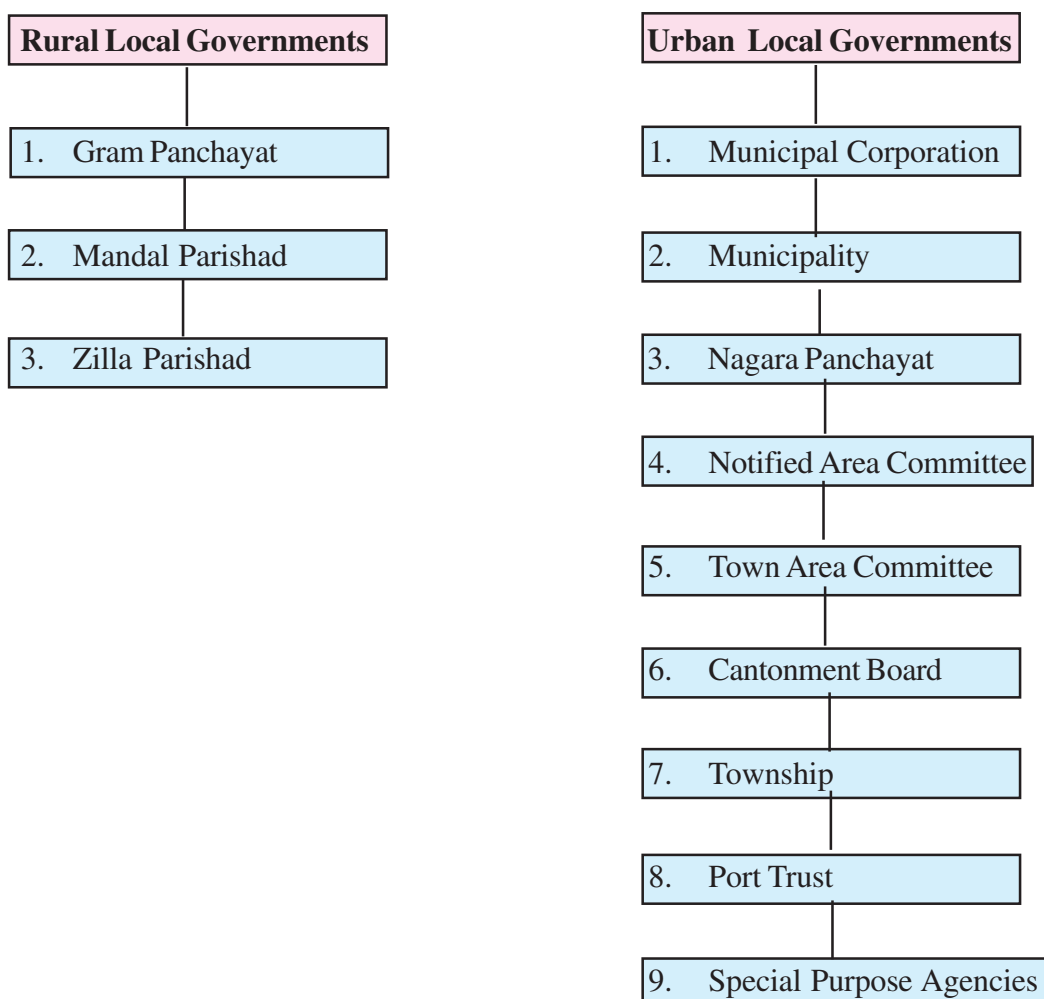 Rural Local Governments
1. Gram Panchayat
2. Mandal Parishad
3. Zilla Parishad
Urban Local Governments
1. Municipal Corporation
2. Municipality
3. Nagara Panchayat
4. Notified Area Committee
5. Town Area Committee
6. Cantonment Board
7. Township
8. Port Trust
9. Special Purpose Agencies